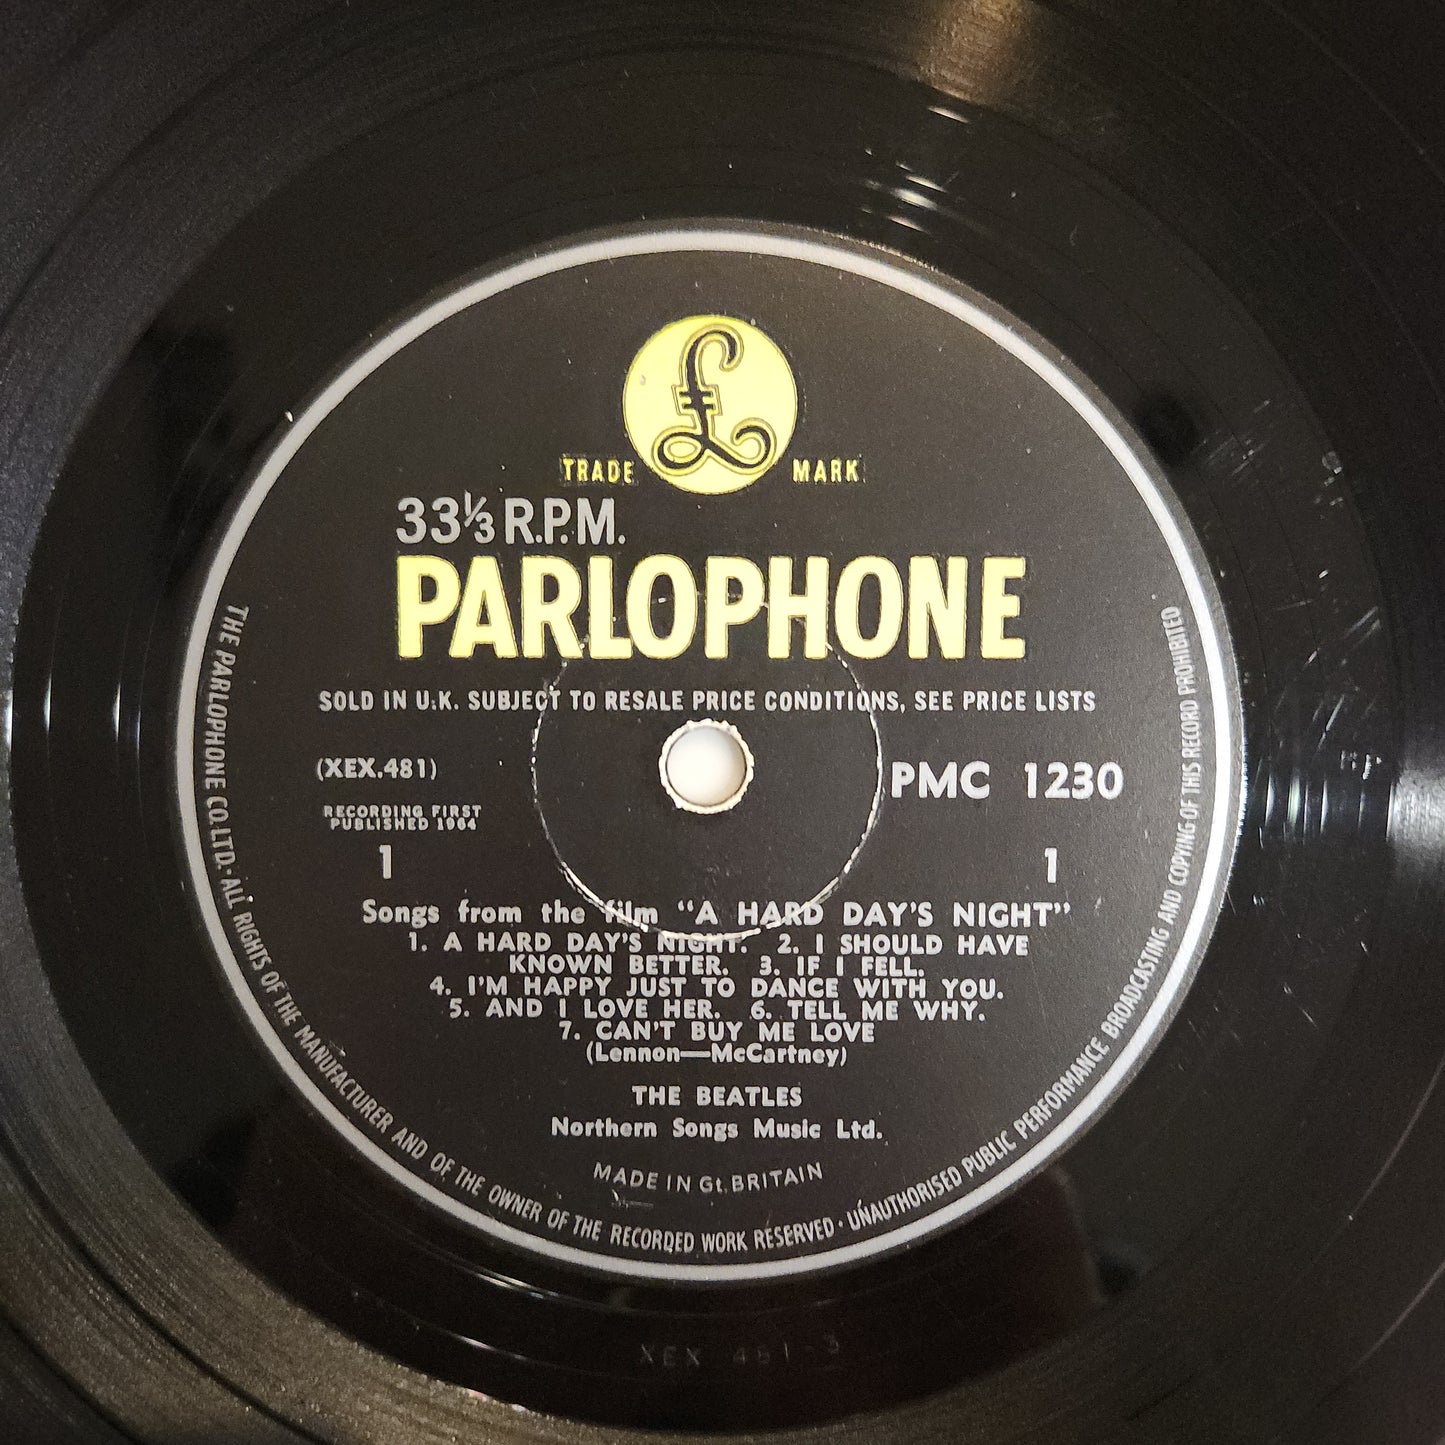 £
TRADE MARK
33⅓ R.P.M.
PARLOPHONE
SOLD IN U.K. SUBJECT TO RESALE PRICE CONDITIONS, SEE PRICE LISTS
(XEX.481)
PMC 1230
RECORDING FIRST
PUBLISHED 1964
1 1
Songs from the film "A HARD DAY'S NIGHT"
1. A HARD DAY'S NIGHT. 2. I SHOULD HAVE
KNOWN BETTER. 3. IF I FELL.
4. I'M HAPPY JUST TO DANCE WITH YOU.
5. AND I LOVE HER. 6. TELL ME WHY.
7. CAN'T BUY ME LOVE
(Lennon—McCartney)
THE BEATLES
Northern Songs Music Ltd.
MADE IN Gt. BRITAIN
THE PARLOPHONE CO. LTD. · ALL RIGHTS OF THE MANUFACTURER AND OF THE OWNER OF THE RECORDED WORK RESERVED · UNAUTHORISED PUBLIC PERFORMANCE BROADCASTING AND COPYING OF THIS RECORD PROHIBITED
XEX 481-3